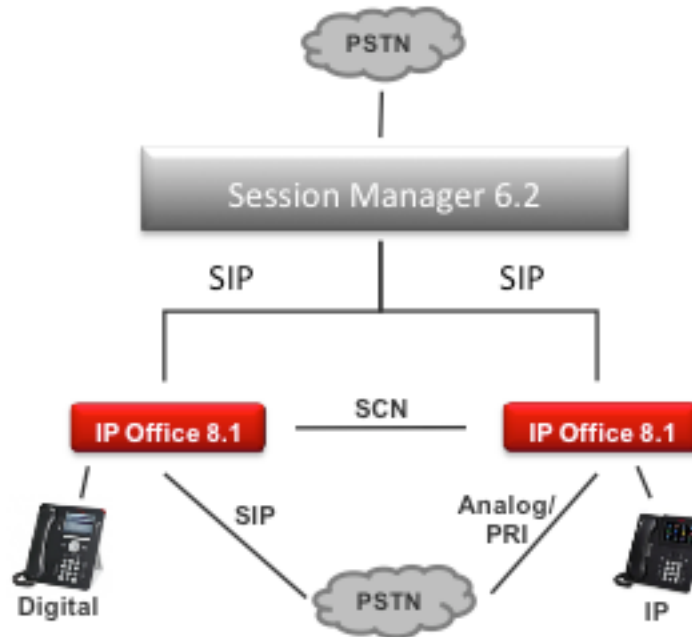 PSTN
Session Manager 6.2
SIP
SIP
IP Office 8.1
SCN
IP Office 8.1
SIP
Analog/
PRI
Digital
PSTN
IP